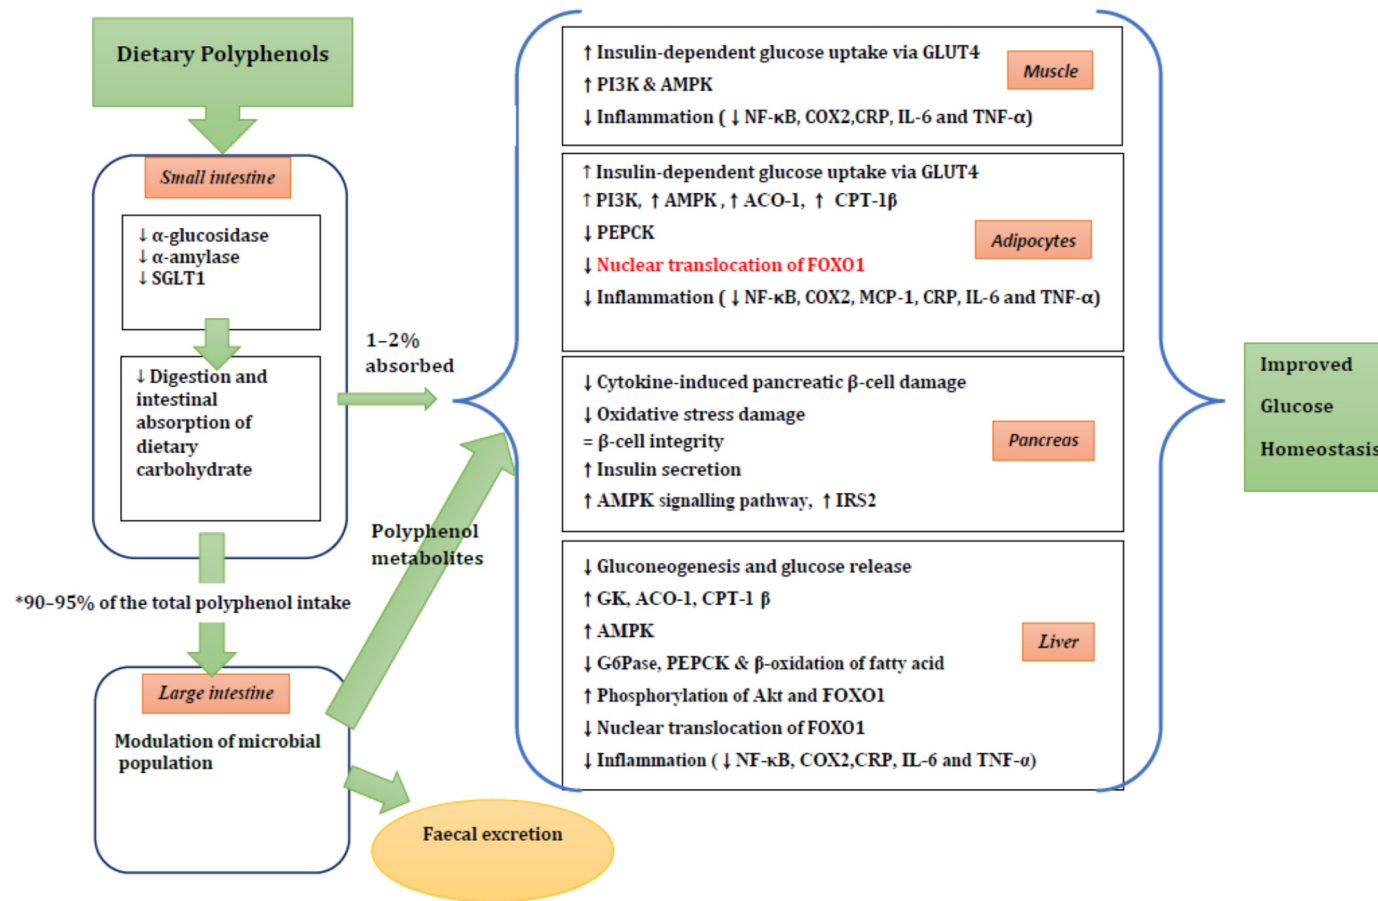 Dietary Polyphenols
Small intestine
↓ α-glucosidase
↓ α-amylase
↓ SGLT1
↓ Digestion and
intestinal
absorption of
dietary
carbohydrate
1–2%
absorbed
*90–95% of the total polyphenol intake
Large intestine
Modulation of microbial
population
Polyphenol
metabolites
Faecal excretion
↑ Insulin-dependent glucose uptake via GLUT4
↑ PI3K & AMPK
↓ Inflammation ( ↓ NF-κB, COX2,CRP, IL-6 and TNF-α)
Muscle
↑ Insulin-dependent glucose uptake via GLUT4
↑ PI3K, ↑ AMPK , ↑ ACO-1, ↑ CPT-1β
↓ PEPCK
↓ Nuclear translocation of FOXO1
↓ Inflammation ( ↓ NF-κB, COX2, MCP-1, CRP, IL-6 and TNF-α)
Adipocytes
↓ Cytokine-induced pancreatic β-cell damage
↓ Oxidative stress damage
= β-cell integrity
↑ Insulin secretion
↑ AMPK signalling pathway, ↑ IRS2
Pancreas
↓ Gluconeogenesis and glucose release
↑ GK, ACO-1, CPT-1 β
↑ AMPK
↓ G6Pase, PEPCK & β-oxidation of fatty acid
↑ Phosphorylation of Akt and FOXO1
↓ Nuclear translocation of FOXO1
↓ Inflammation ( ↓ NF-κB, COX2,CRP, IL-6 and TNF-α)
Liver
Improved
Glucose
Homeostasis